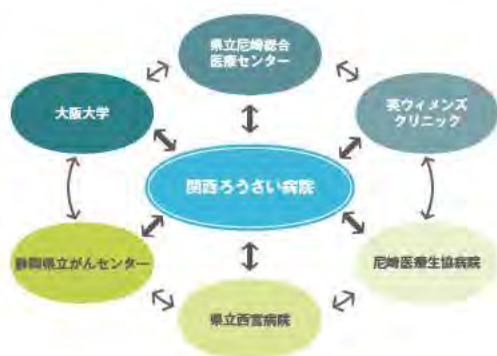 県立尼崎総合
医療センター
大阪大学
英ウィメンズ
クリニック
関西ろうさい病院
静岡県立がんセンター
尼崎医療生協病院
県立西宮病院